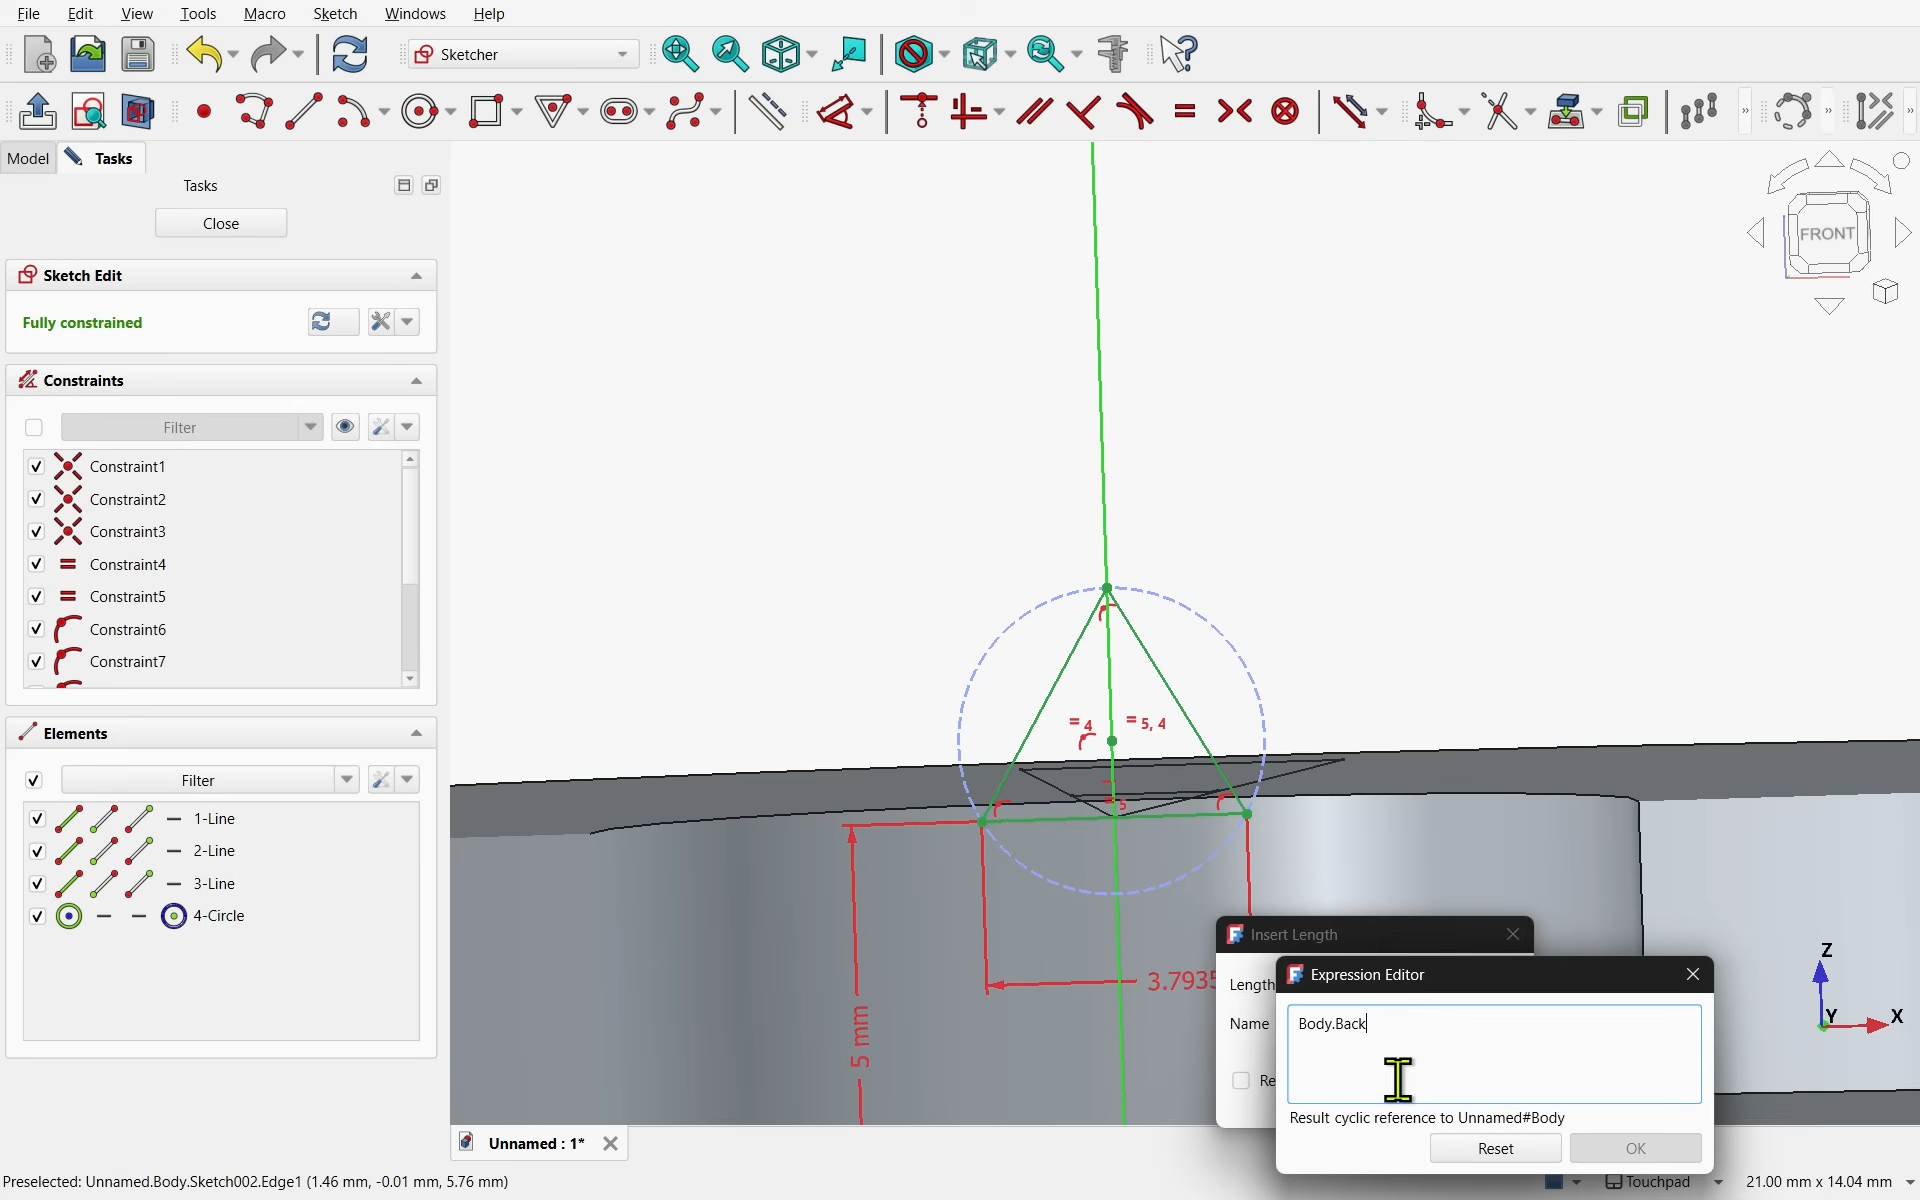 File Edit View Tools Macro Sketch Windows Help
Sketcher
Model Tasks
Tasks
Close
Sketch Edit
Fully constrained
Constraints
Filter
Constraint1
Constraint2
Constraint3
Constraint4
Constraint5
Constraint6
Constraint7
Elements
Filter
1-Line
2-Line
3-Line
4-Circle
FRONT
= 4
= 5, 4
= 5
3.7935
5 mm
Z
Y
X
Insert Length
Length
Name
Re
Expression Editor
Body.Back
Result cyclic reference to Unnamed#Body
Reset OK
Unnamed : 1*
Preselected: Unnamed.Body.Sketch002.Edge1 (1.46 mm, -0.01 mm, 5.76 mm)
Touchpad
21.00 mm x 14.04 mm